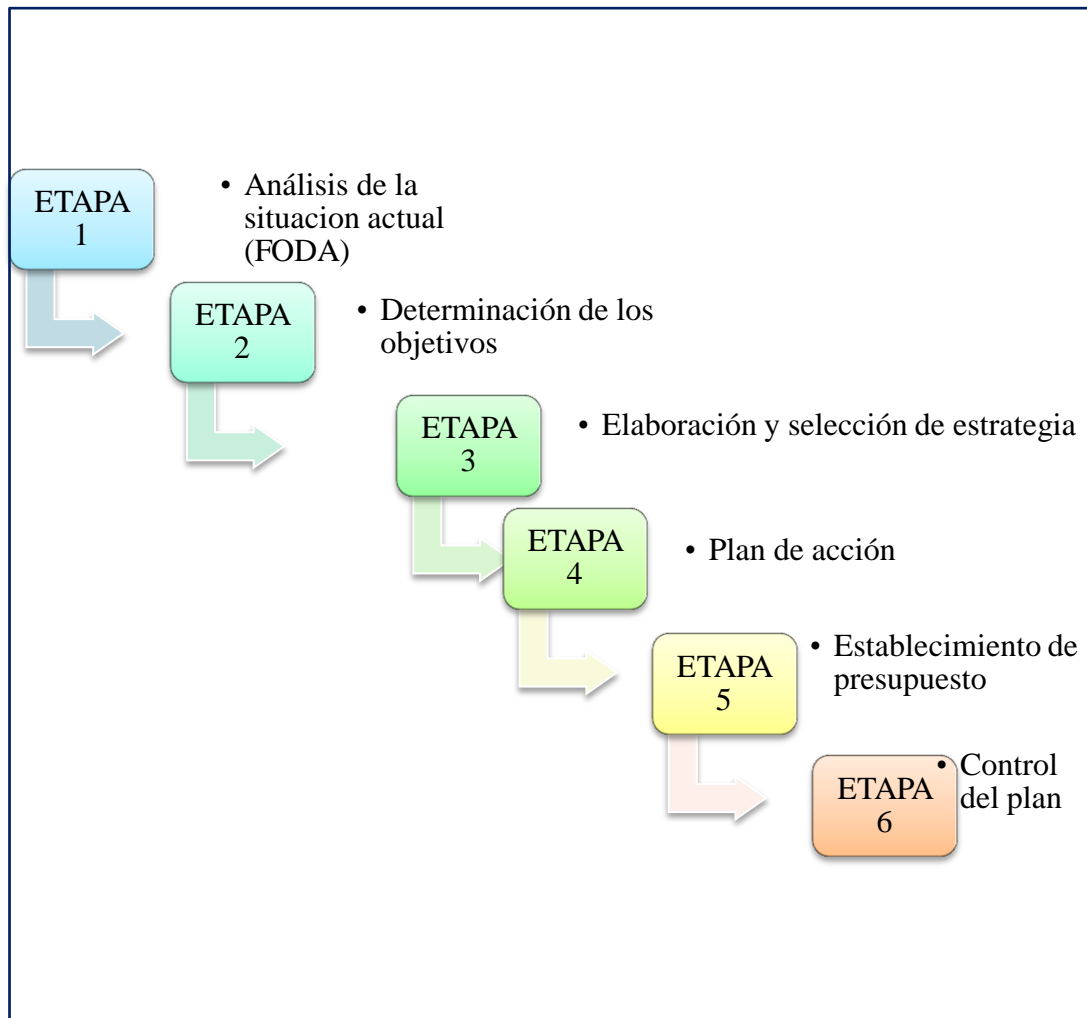 ETAPA
1
• Análisis de la
situacion actual
(FODA)
ETAPA
2
• Determinación de los
objetivos
ETAPA
3
• Elaboración y selección de estrategia
ETAPA
4
• Plan de acción
ETAPA
5
• Establecimiento de
presupuesto
ETAPA
6
• Control
del plan